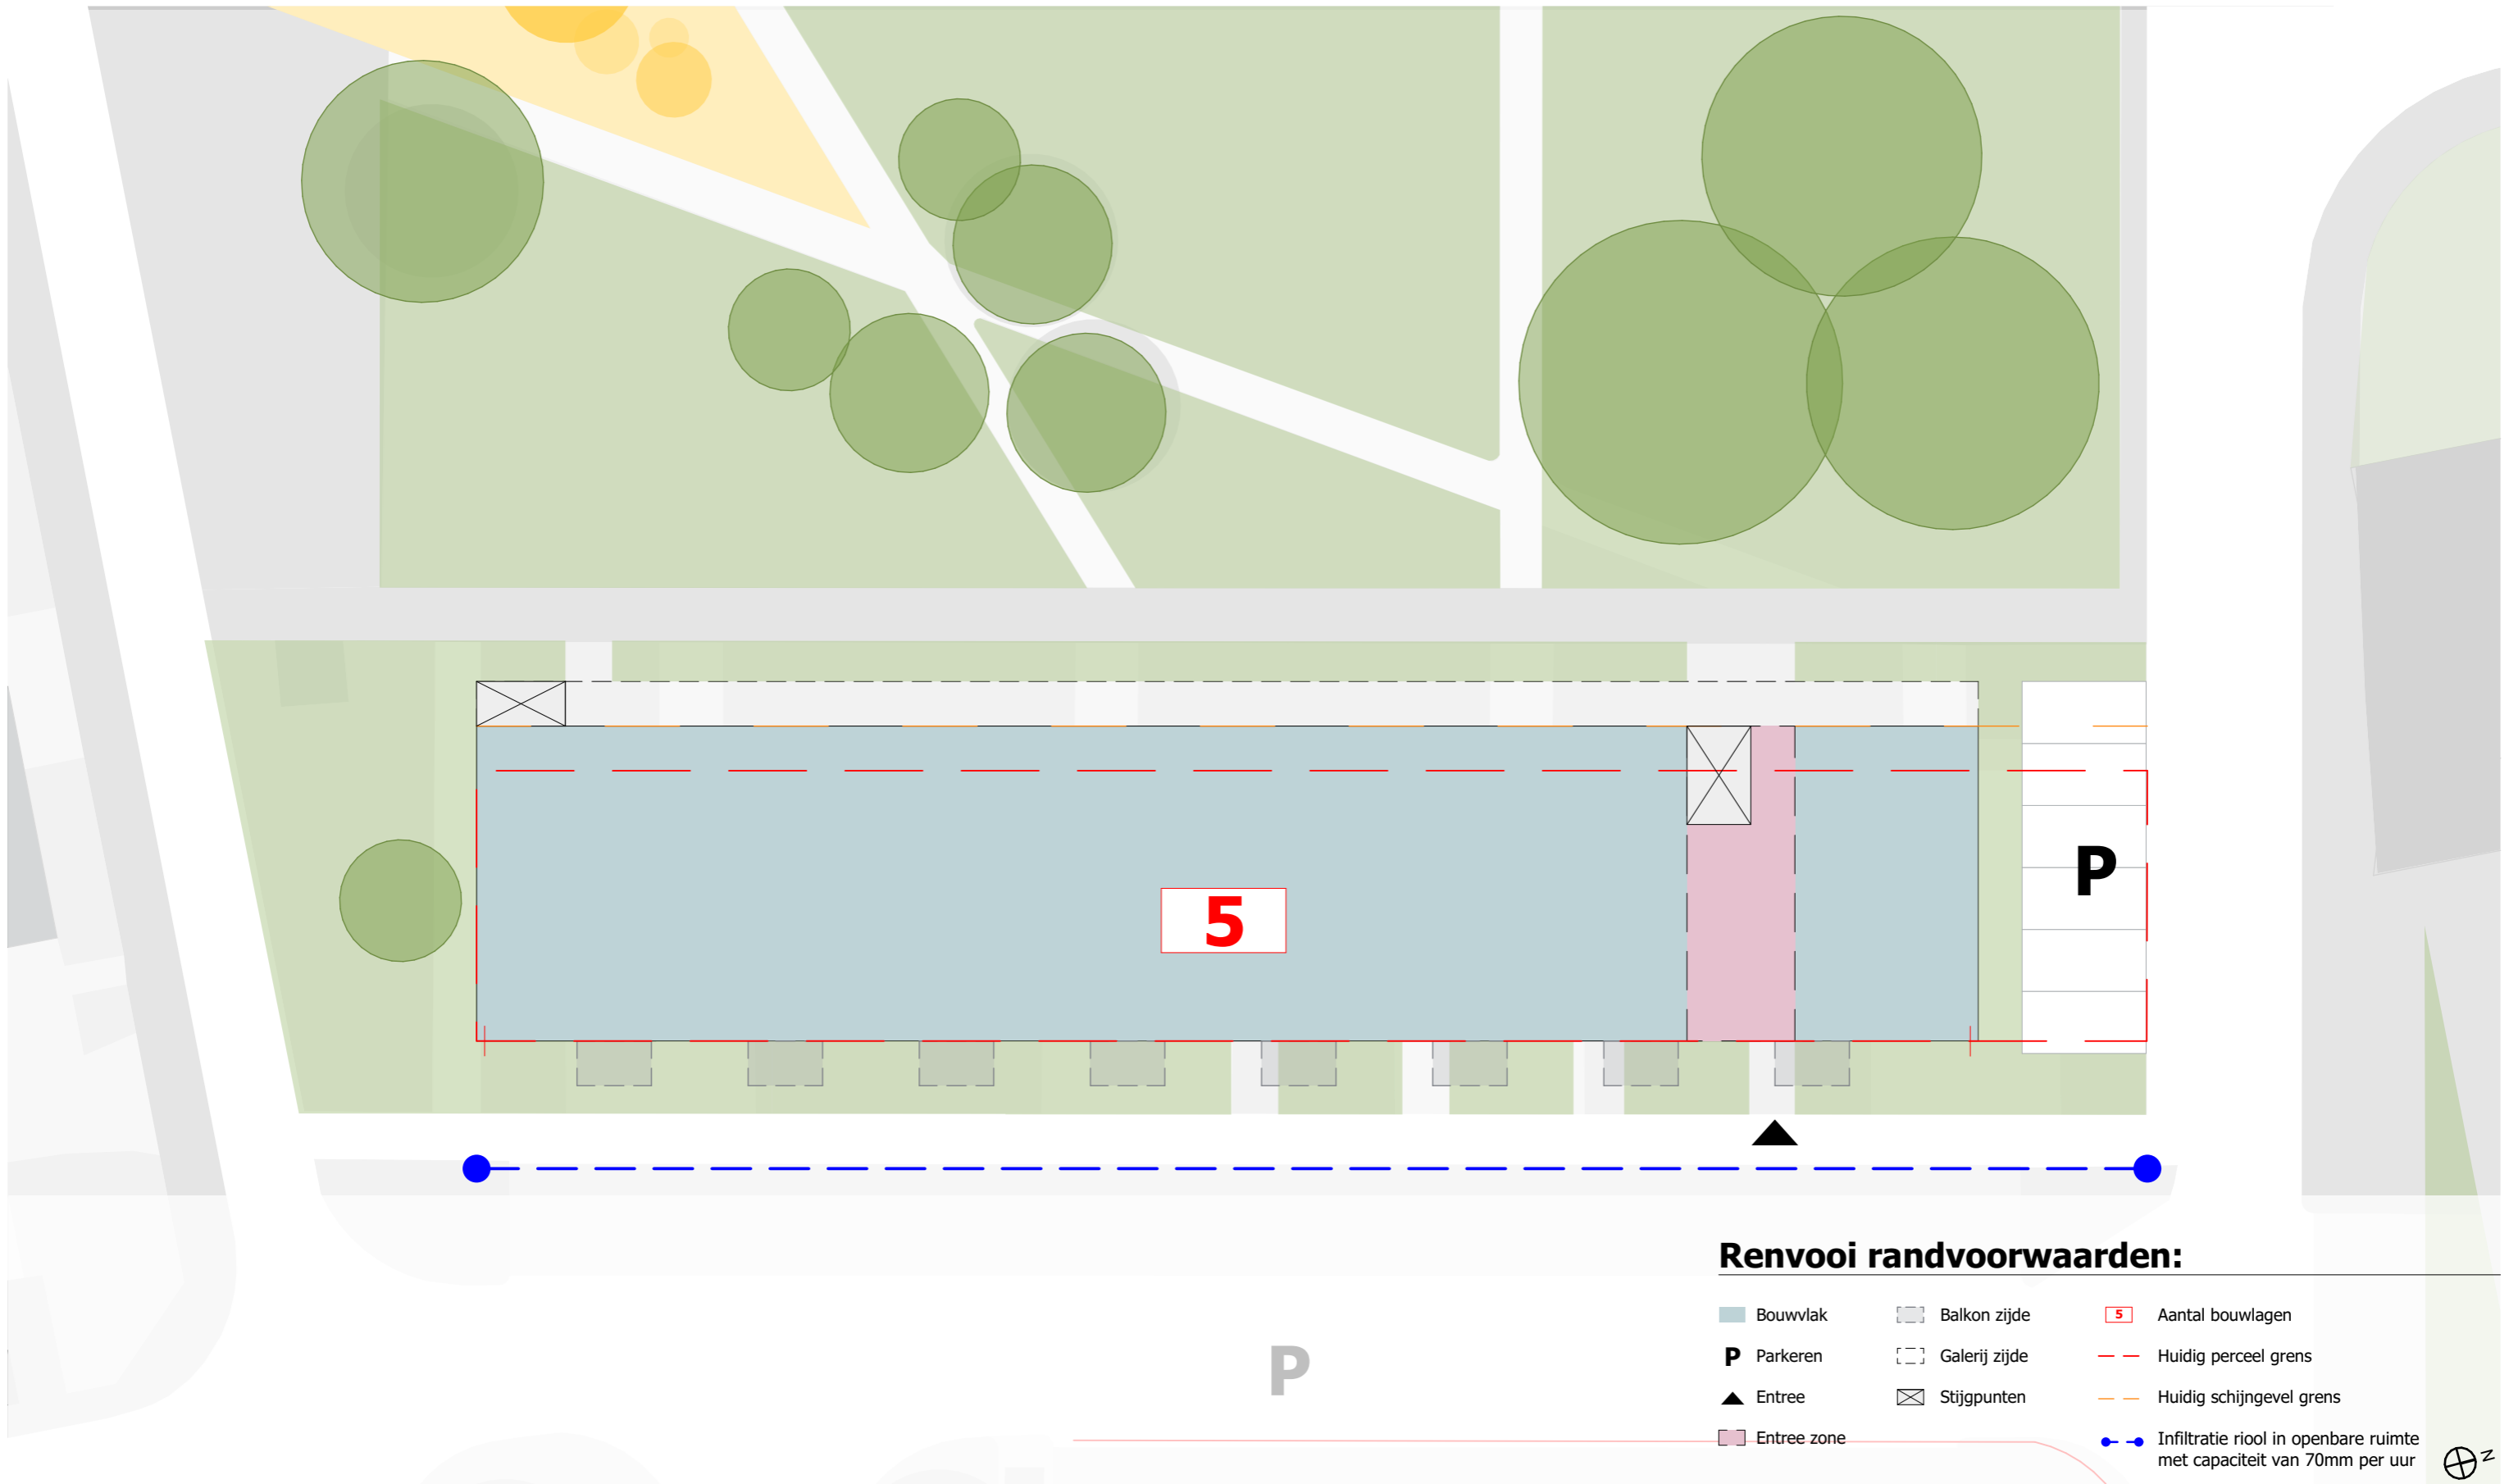 5
P
Renvooi randvoorwaarden:
Bouwvlak
Balkon zijde
5 Aantal bouwlagen
P Parkeren
Galerij zijde
Huidig perceel grens
Entree
Stijgpunten
Huidig schijngevel grens
Entree zone
Infiltratie riool in openbare ruimte
met capaciteit van 70mm per uur
P
N